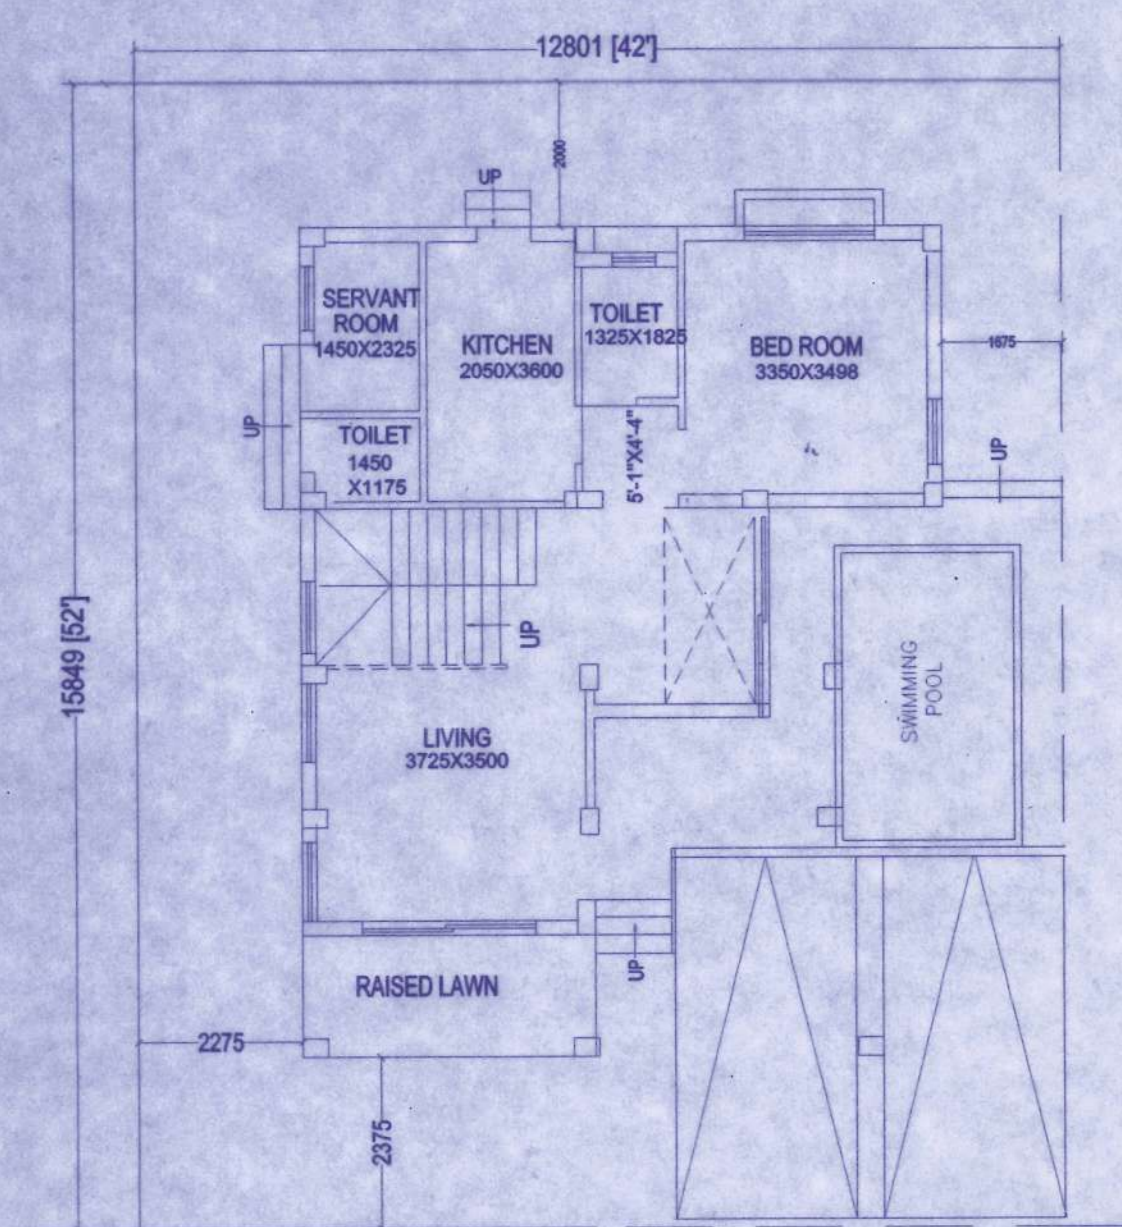 12801 [42']
2000
UP
SERVANT
ROOM
1450X2325
KITCHEN
2050X3600
TOILET
1325X1825
BED ROOM
3350X3498
1675
UP
TOILET
1450
X1175
5'-1"X4'-4"
UP
15849 [52']
UP
SWIMMING
POOL
LIVING
3725X3500
RAISED LAWN
UP
2275
2375